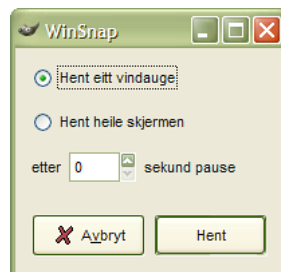 WinSnap
Hent eitt vindauge
Hent heile skjermen
etter 0 sekund pause
Avbryt Hent